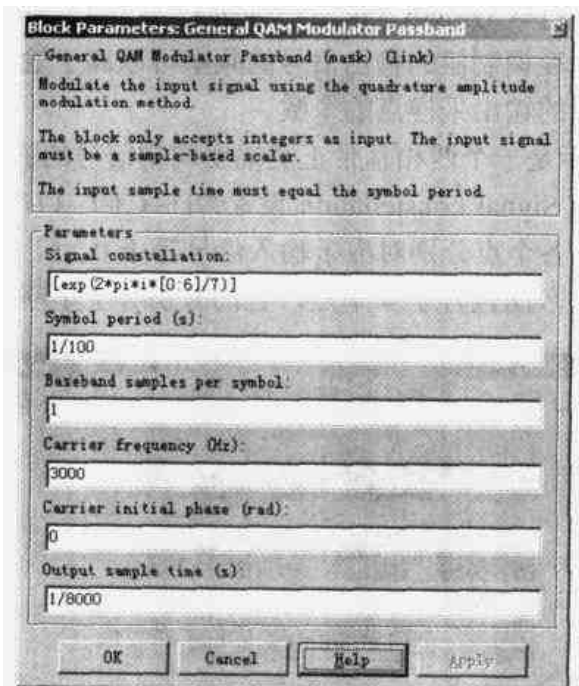 Block Parameters: General QAM Modulator Passband
General QAM Modulator Passband (mask) (link)
Modulate the input signal using the quadrature amplitude
modulation method.
The block only accepts integers as input. The input signal
must be a sample-based scalar.
The input sample time must equal the symbol period.
Parameters
Signal constellation:
[exp(2*pi*i*[0:6]/7)]
Symbol period (s):
1/100
Baseband samples per symbol:
1
Carrier frequency (Hz):
3000
Carrier initial phase (rad):
0
Output sample time (s):
1/8000
OK Cancel Help Apply